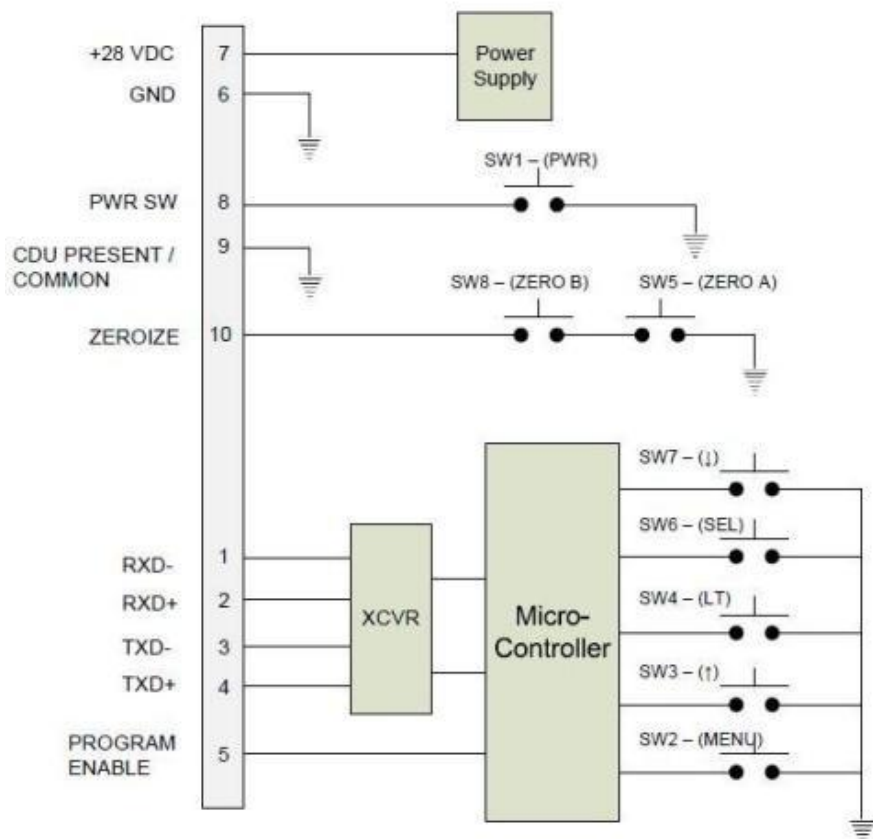 +28 VDC
7
Power
Supply
GND
6
SW1 – (PWR)
PWR SW
8
CDU PRESENT /
COMMON
9
SW8 – (ZERO B)
SW5 – (ZERO A)
ZEROIZE
10
SW7 – (↓)
SW6 – (SEL)
RXD-
1
RXD+
2
XCVR
Micro-
Controller
SW4 – (LT)
TXD-
3
TXD+
4
SW3 – (↑)
PROGRAM
ENABLE
5
SW2 – (MENU)